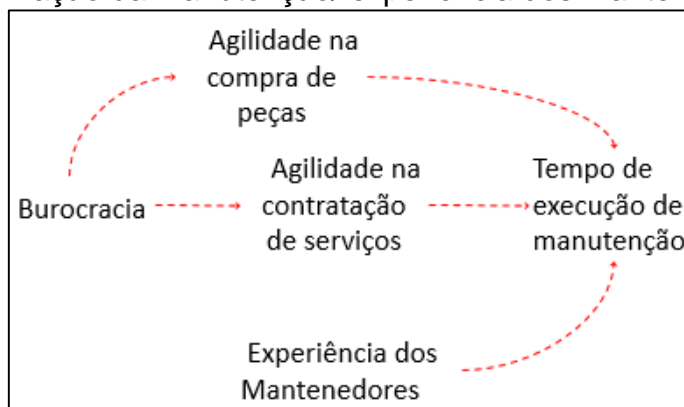 Agilidade na
compra de
peças
Burocracia
Agilidade na
contratação
de serviços
Tempo de
execução de
manutenção
Experiência dos
Mantenedores